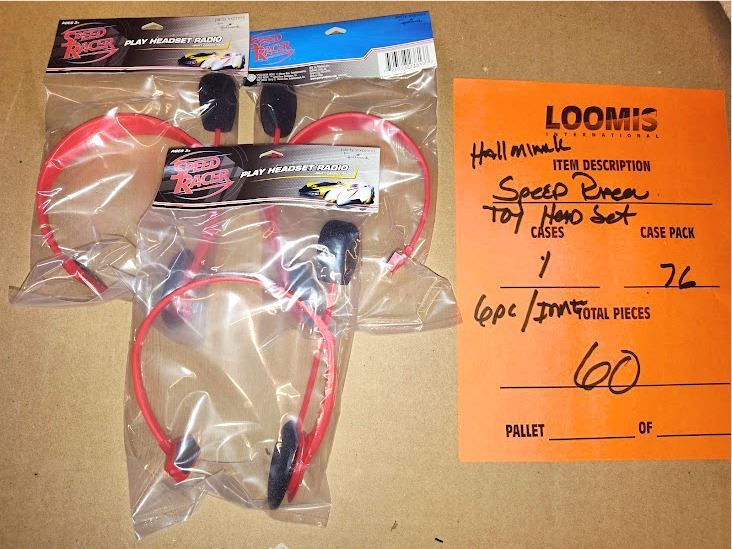 AGES 3+
SPEED RACER
PLAY HEADSET RADIO
SPEED RACER
AGES 3+
SPEED RACER
PLAY HEADSET RADIO
LOOMIS
INTERNATIONAL
Hallmark
ITEM DESCRIPTION
Speed Racer
Toy Head Set
CASES
CASE PACK
1
76
6pc/
TOTAL PIECES
60
PALLET
OF